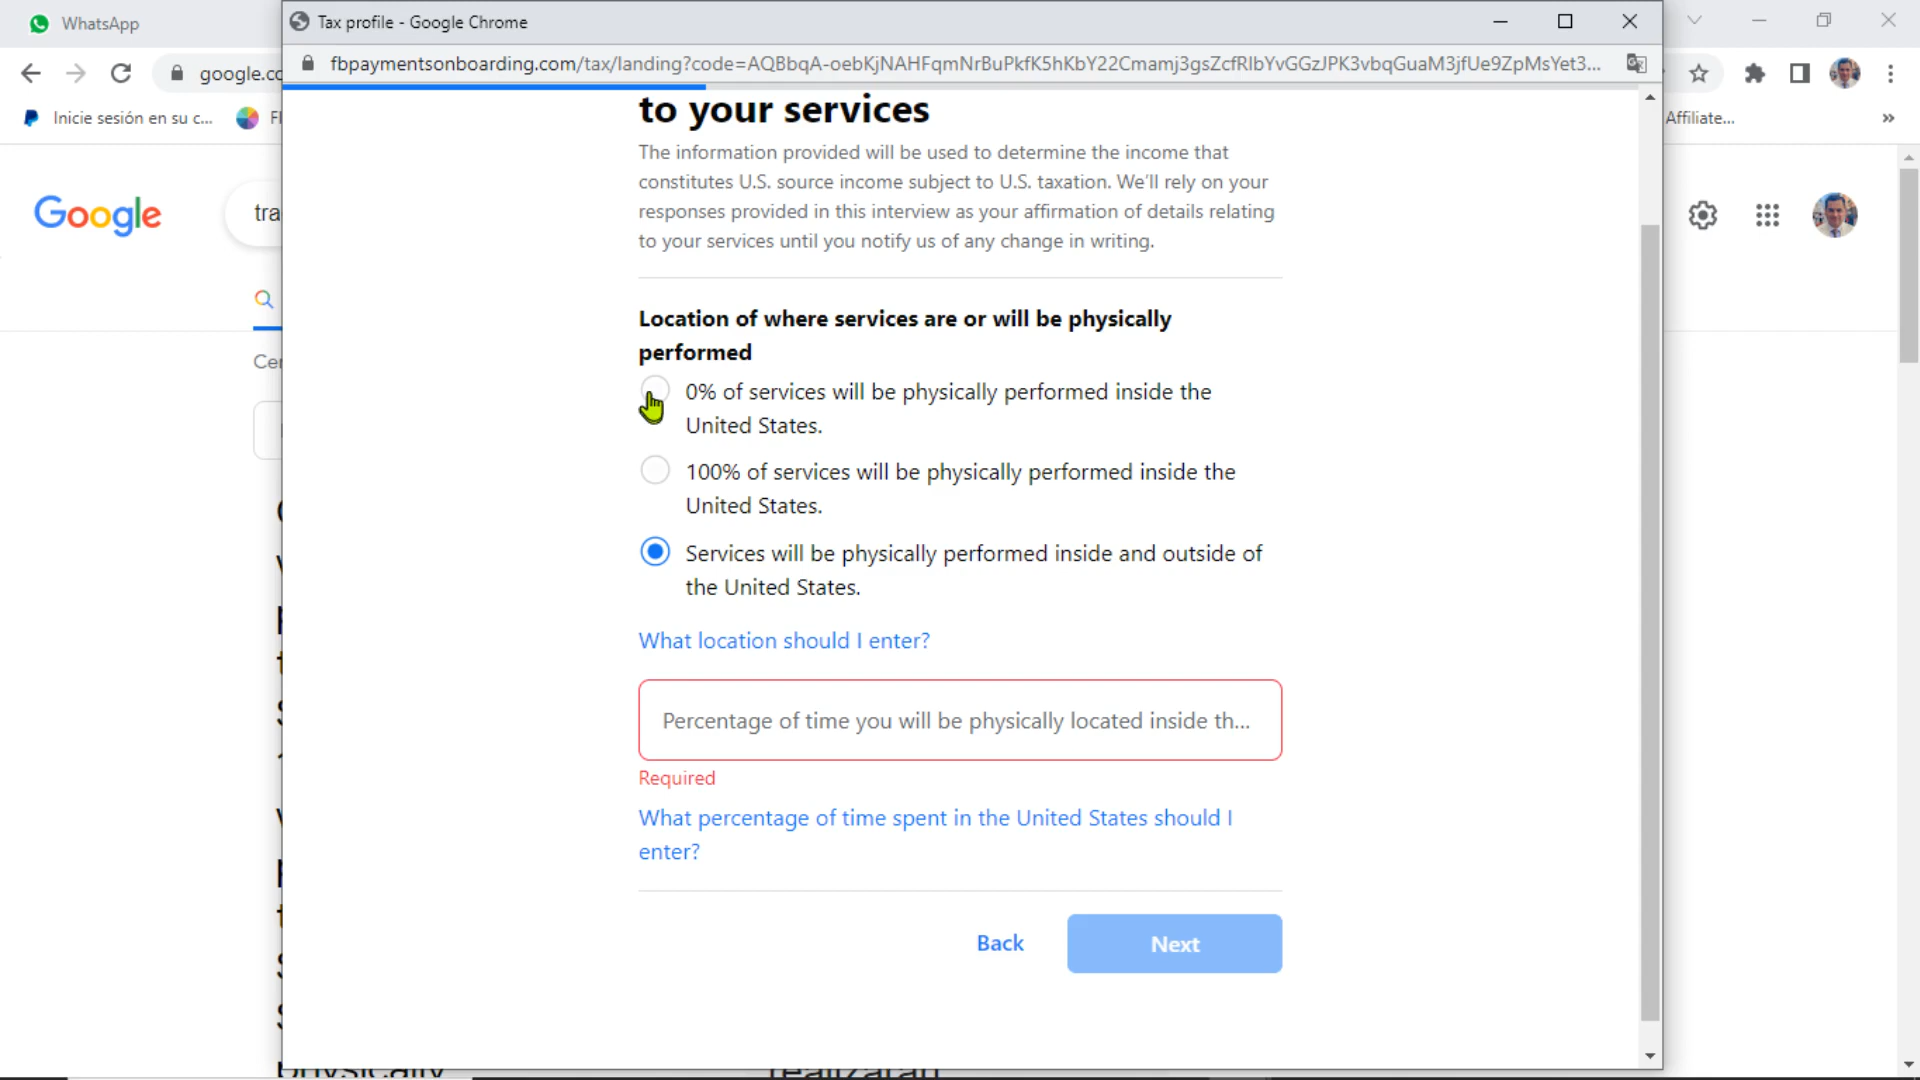 WhatsApp
Tax profile - Google Chrome
google.co
fbpaymentsonboarding.com/tax/landing?code=AQBbqA-oebKjNAHFqmNrBuPkfK5hKbY22Cmamj3gsZcfRlbYvGGzJPK3vbqGuaM3jfUe9ZpMsYet3...
Inicie sesión en su c...
Affiliate...
»
Google
tra
Cer
to your services
The information provided will be used to determine the income that
constitutes U.S. source income subject to U.S. taxation. We'll rely on your
responses provided in this interview as your affirmation of details relating
to your services until you notify us of any change in writing.
Location of where services are or will be physically
performed
0% of services will be physically performed inside the
United States.
100% of services will be physically performed inside the
United States.
Services will be physically performed inside and outside of
the United States.
What location should I enter?
Percentage of time you will be physically located inside th...
Required
What percentage of time spent in the United States should I
enter?
Back
Next
physically
realizarán